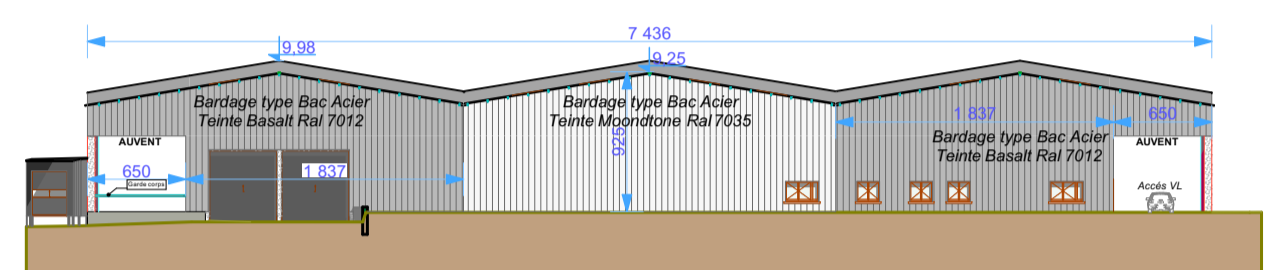 7 436
9,98
9,25
Bardage type Bac Acier
Teinte Basalt Ral 7012
Bardage type Bac Acier
Teinte Moondtone Ral 7035
925
1 837
650
Bardage type Bac Acier
Teinte Basalt Ral 7012
AUVENT
AUVENT
650
Garde corps
1 837
Accés VL